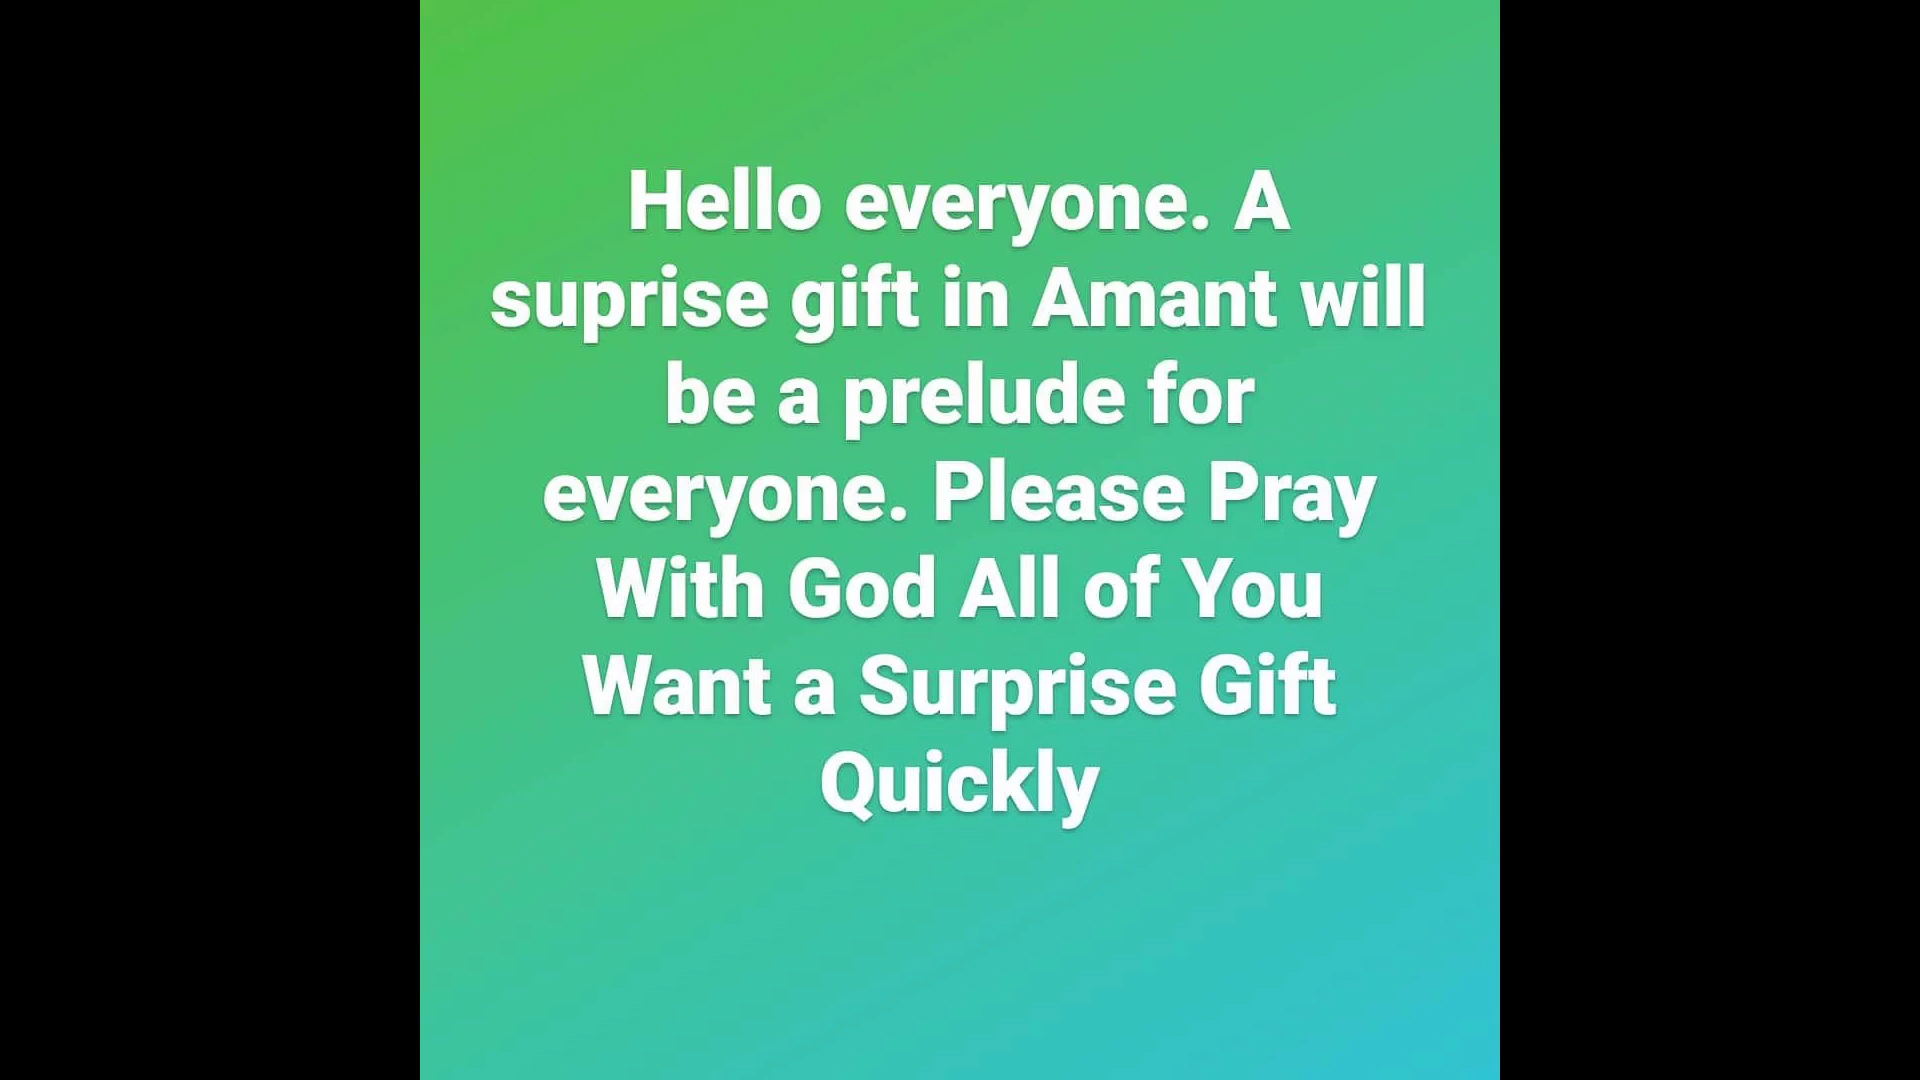 Hello everyone. A
suprise gift in Amant will
be a prelude for
everyone. Please Pray
With God All of You
Want a Surprise Gift
Quickly